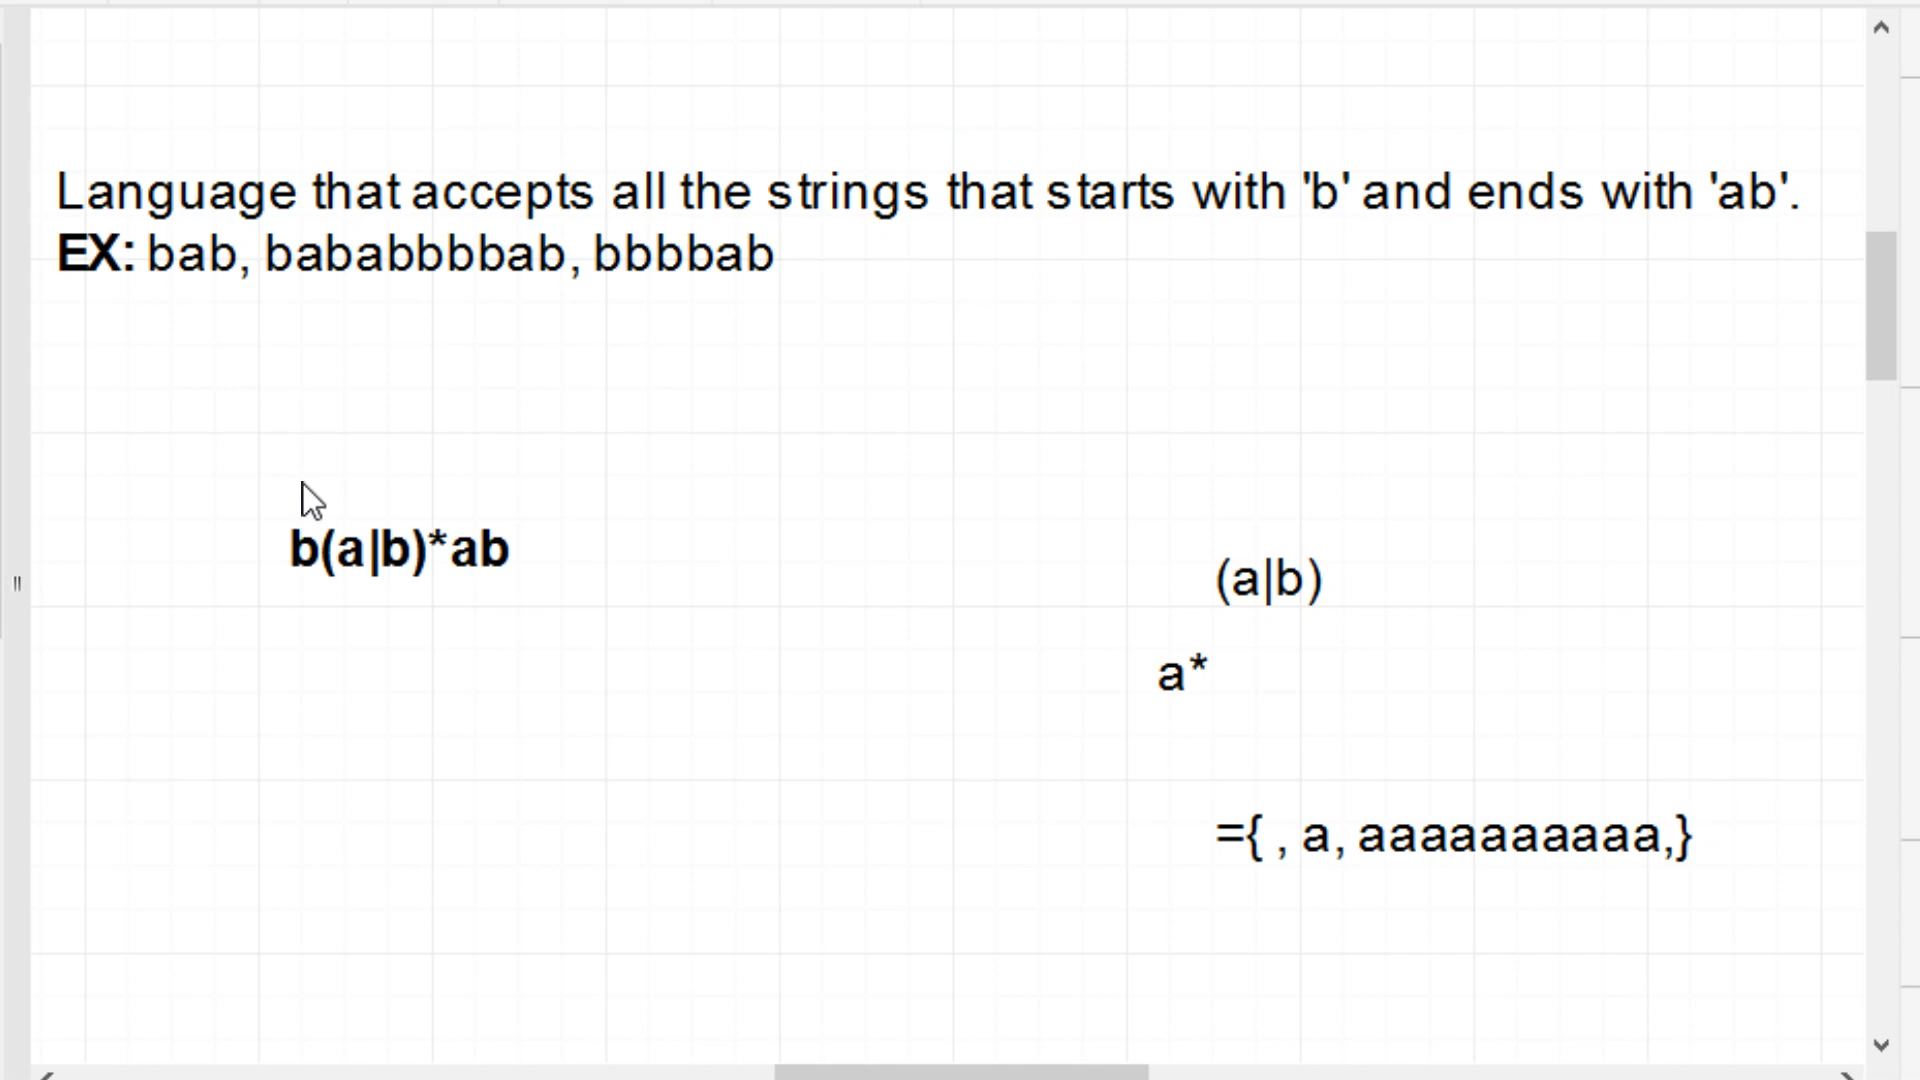 Language that accepts all the strings that starts with 'b' and ends with 'ab'.
EX: bab, bababbbbab, bbbbab
b(a|b)*ab
(a|b)
a*
={ , a, aaaaaaaaaa,}